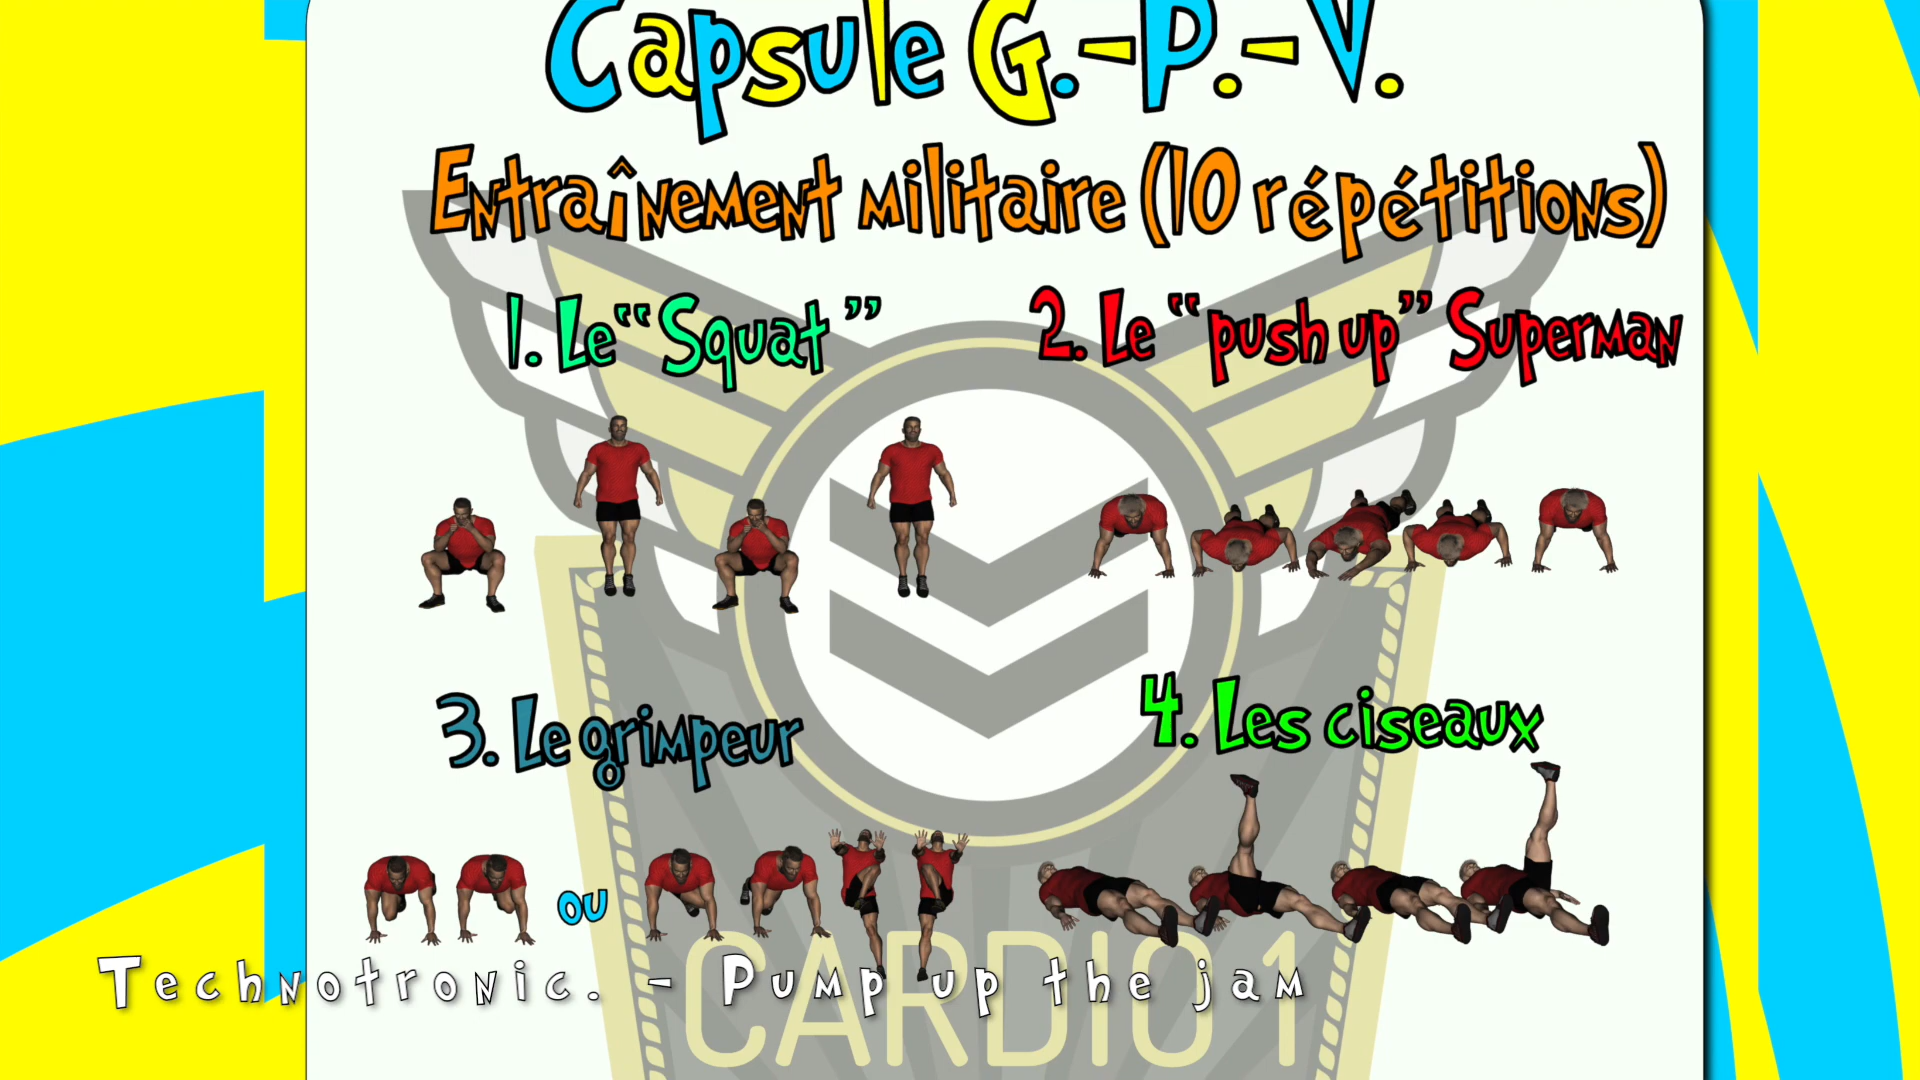 Capsule G.-P.-V.
Entraînement militaire (10 répétitions)
1. Le “Squat”
2. Le “push up” Superman
3. Le grimpeur
4. Les ciseaux
ou
Technotronic. - Pump up the jam
CARDIO 1